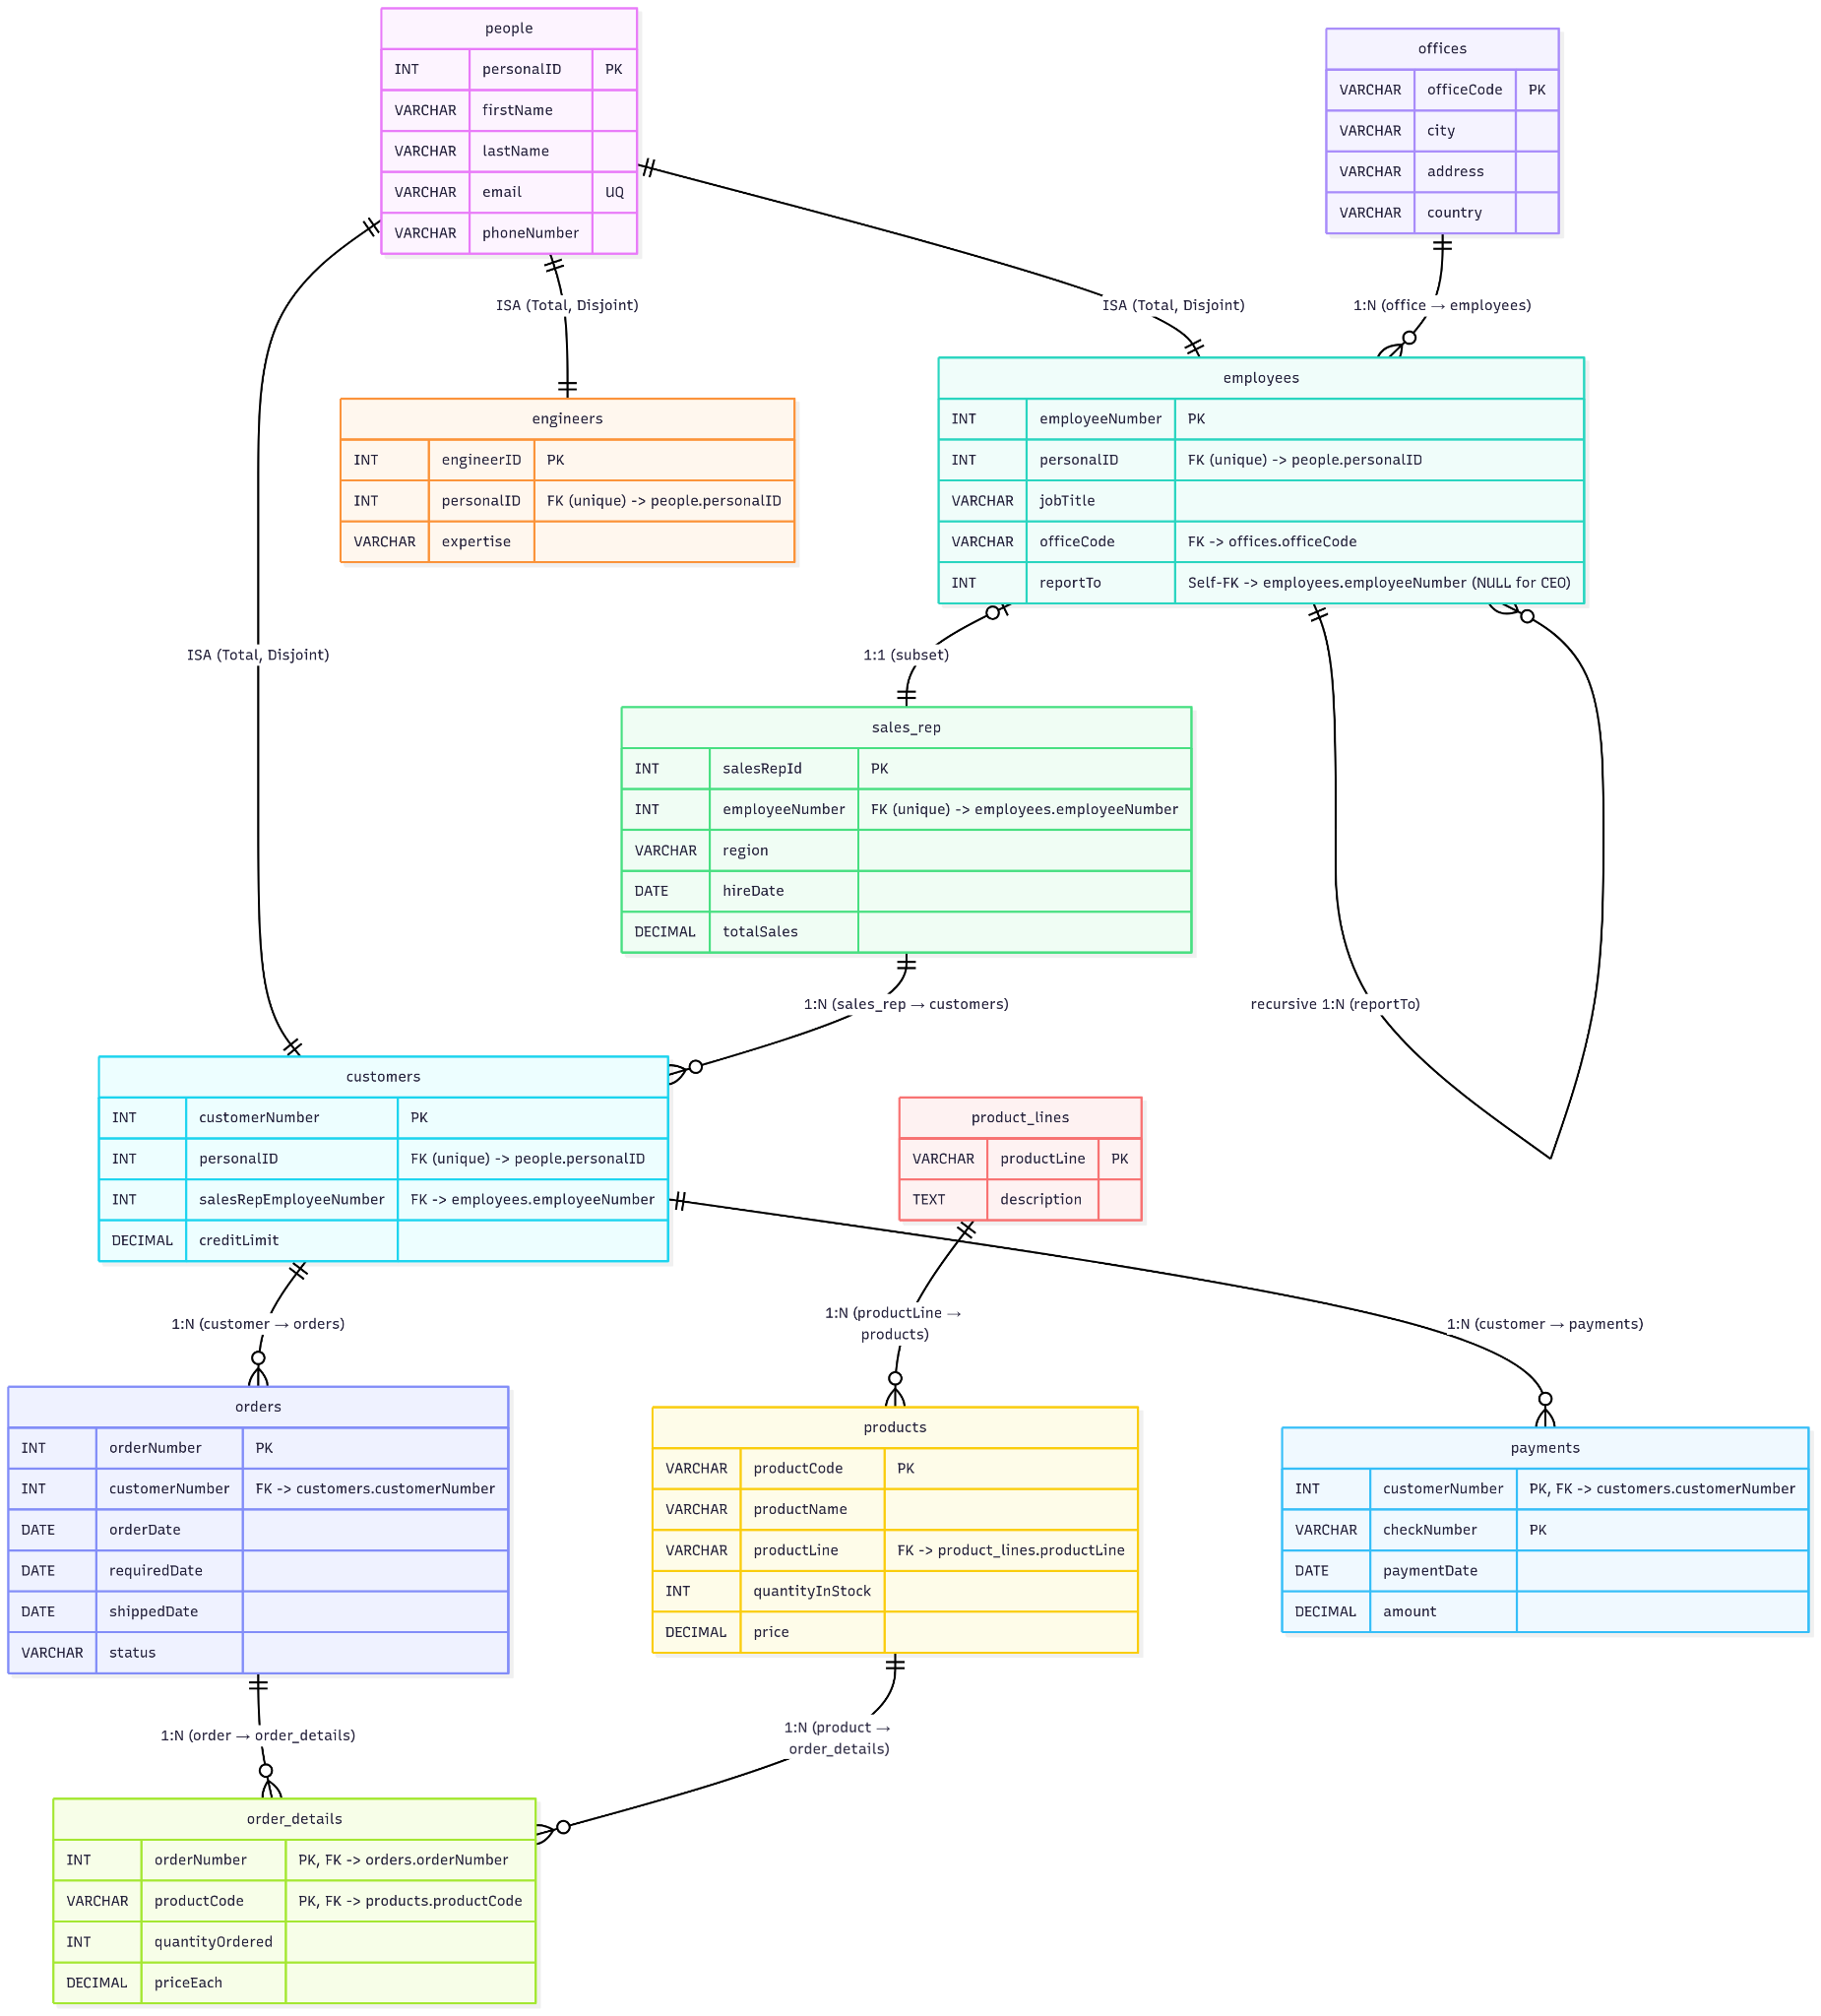 people
INT personalID PK
VARCHAR firstName
VARCHAR lastName
VARCHAR email UQ
VARCHAR phoneNumber
offices
VARCHAR officeCode PK
VARCHAR city
VARCHAR address
VARCHAR country
ISA (Total, Disjoint)
ISA (Total, Disjoint)
1:N (office → employees)
engineers
INT engineerID PK
INT personalID FK (unique) -> people.personalID
VARCHAR expertise
employees
INT employeeNumber PK
INT personalID FK (unique) -> people.personalID
VARCHAR jobTitle
VARCHAR officeCode FK -> offices.officeCode
INT reportTo Self-FK -> employees.employeeNumber (NULL for CEO)
ISA (Total, Disjoint)
1:1 (subset)
sales_rep
INT salesRepId PK
INT employeeNumber FK (unique) -> employees.employeeNumber
VARCHAR region
DATE hireDate
DECIMAL totalSales
1:N (sales_rep → customers)
recursive 1:N (reportTo)
customers
INT customerNumber PK
INT personalID FK (unique) -> people.personalID
INT salesRepEmployeeNumber FK -> employees.employeeNumber
DECIMAL creditLimit
product_lines
VARCHAR productLine PK
TEXT description
1:N (customer → orders)
1:N (productLine →
products)
1:N (customer → payments)
orders
INT orderNumber PK
INT customerNumber FK -> customers.customerNumber
DATE orderDate
DATE requiredDate
DATE shippedDate
VARCHAR status
products
VARCHAR productCode PK
VARCHAR productName
VARCHAR productLine FK -> product_lines.productLine
INT quantityInStock
DECIMAL price
payments
INT customerNumber PK, FK -> customers.customerNumber
VARCHAR checkNumber PK
DATE paymentDate
DECIMAL amount
1:N (order → order_details)
1:N (product →
order_details)
order_details
INT orderNumber PK, FK -> orders.orderNumber
VARCHAR productCode PK, FK -> products.productCode
INT quantityOrdered
DECIMAL priceEach